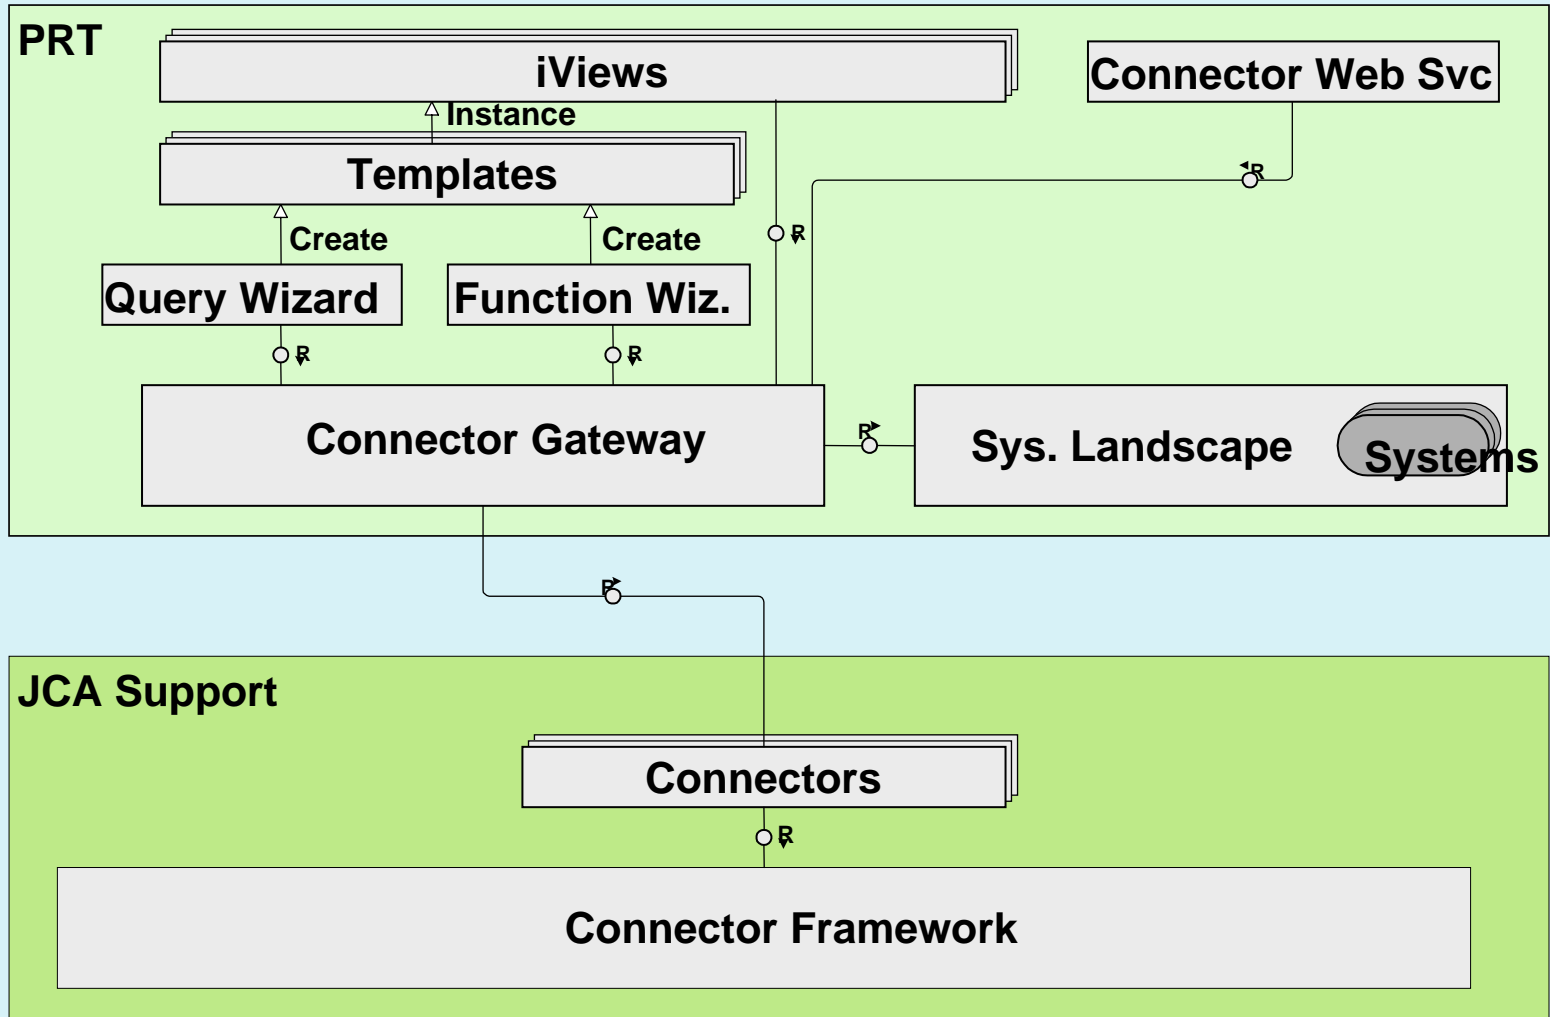 PRT
iViews
Connector Web Svc
Instance
Templates
R
Create
Create
R
Query Wizard
Function Wiz.
R
R
Connector Gateway
R
Sys. Landscape
Systems
R
JCA Support
Connectors
R
Connector Framework